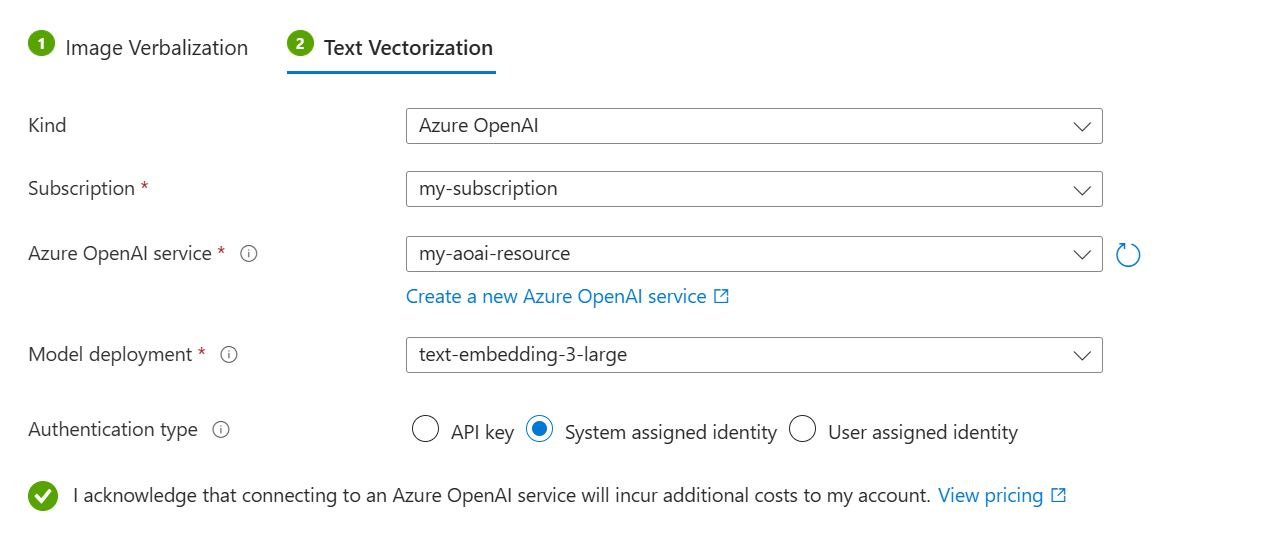 1 Image Verbalization 2 Text Vectorization
Kind Azure OpenAI
Subscription * my-subscription
Azure OpenAI service * my-aoai-resource
Create a new Azure OpenAI service
Model deployment * text-embedding-3-large
Authentication type API key System assigned identity User assigned identity
I acknowledge that connecting to an Azure OpenAI service will incur additional costs to my account. View pricing